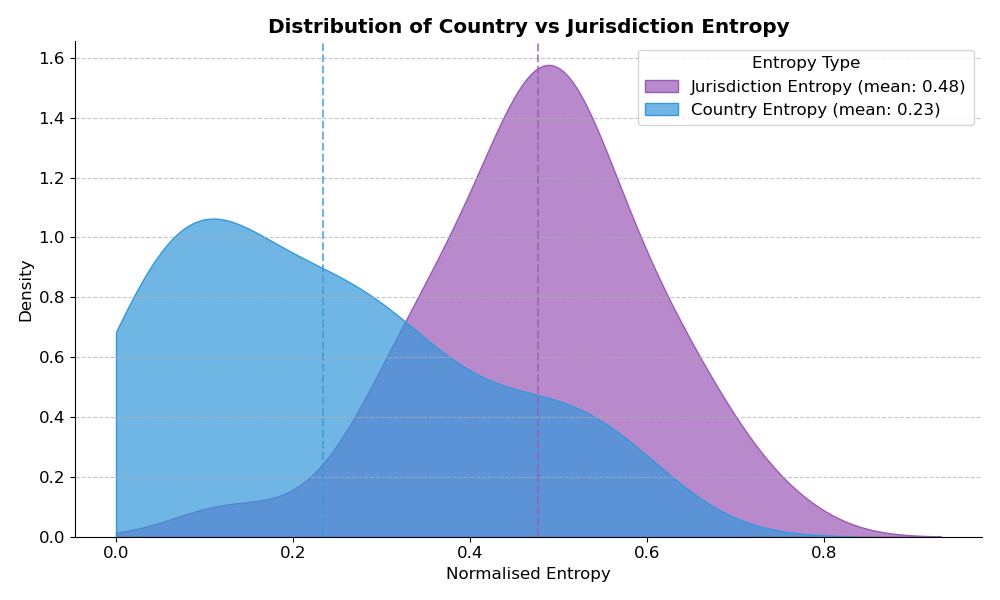 Distribution of Country vs Jurisdiction Entropy
Entropy Type
Jurisdiction Entropy (mean: 0.48)
Country Entropy (mean: 0.23)
Density
1.6
1.4
1.2
1.0
0.8
0.6
0.4
0.2
0.0
0.0 0.2 0.4 0.6 0.8
Normalised Entropy